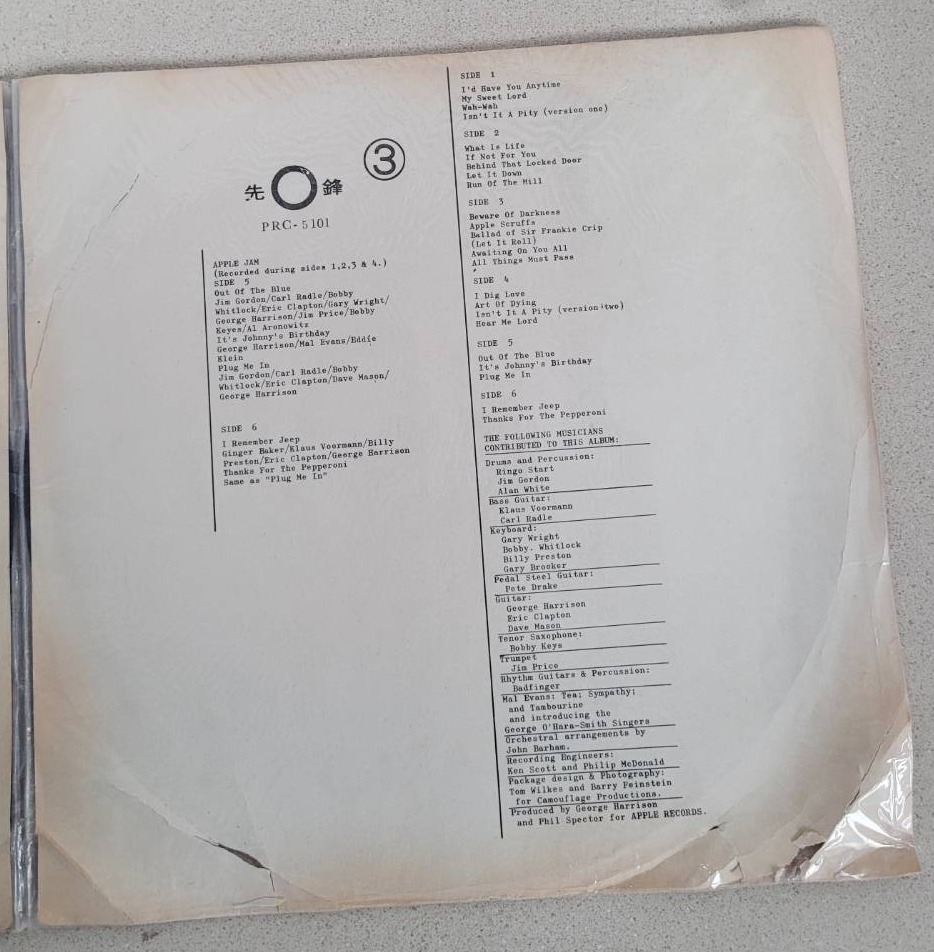 ③
先 鋒
PRC-5101
APPLE JAM
(Recorded during sides 1,2,3 & 4.)
SIDE 5
Out Of The Blue
Jim Gordon/Carl Radle/Bobby
Whitlock/Eric Clapton/Gary Wright/
George Harrison/Jim Price/Bobby
Keyes/Al Aronowitz
It's Johnny's Birthday
George Harrison/Mal Evans/Eddie
Klein
Plug Me In
Jim Gordon/Carl Radle/Bobby
Whitlock/Eric Clapton/Dave Mason/
George Harrison
SIDE 6
I Remember Jeep
Ginger Baker/Klaus Voormann/Billy
Preston/Eric Clapton/George Harrison
Thanks For The Pepperoni
Same as "Plug Me In"
SIDE 1
I'd Have You Anytime
My Sweet Lord
Wah-Wah
Isn't It A Pity (version one)
SIDE 2
What Is Life
If Not For You
Behind That Locked Door
Let It Down
Run Of The Mill
SIDE 3
Beware Of Darkness
Apple Scruffs
Ballad of Sir Frankie Crip
(Let It Roll)
Awaiting On You All
All Things Must Pass
SIDE 4
I Dig Love
Art Of Dying
Isn't It A Pity (version two)
Hear Me Lord
SIDE 5
Out Of The Blue
It's Johnny's Birthday
Plug Me In
SIDE 6
I Remember Jeep
Thanks For The Pepperoni
THE FOLLOWING MUSICIANS
CONTRIBUTED TO THIS ALBUM:
Drums and Percussion:
Ringo Start
Jim Gordon
Alan White
Bass Guitar:
Klaus Voormann
Carl Radle
Keyboard:
Gary Wright
Bobby. Whitlock
Billy Preston
Gary Brooker
Pedal Steel Guitar:
Pete Drake
Guitar:
George Harrison
Eric Clapton
Dave Mason
Tenor Saxophone:
Bobby Keys
Trumpet
Jim Price
Rhythm Guitars & Percussion:
Badfinger
Mal Evans: Tea; Sympathy;
and Tambourine
and introducing the
George O'Hara-Smith Singers
Orchestral arrangements by
John Barham.
Recording Engineers:
Ken Scott and Philip McDonald
Package design & Photography:
Tom Wilkes and Barry Feinstein
for Camouflage Productions.
Produced by George Harrison
and Phil Spector for APPLE RECORDS.